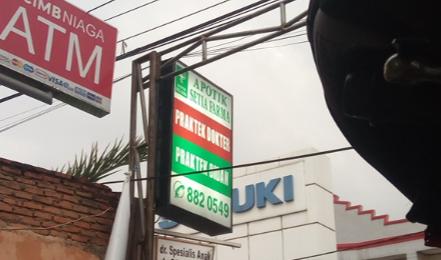 CIMB NIAGA
ATM
VISA
APOTIK
SETIA FARMA
PRAKTEK DOKTER
PRAKTEK BIDAN
882 0549
UKI
dr. Spesialis Anak